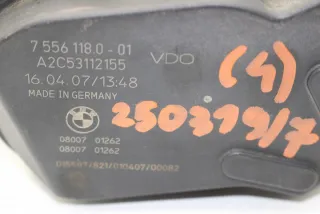 7 556 118.0 - 01
VDO
A2C53112155
16.04.07/13:48
MADE IN GERMANY
(4)
250319/7
BMW
08007 01262
08007 01262